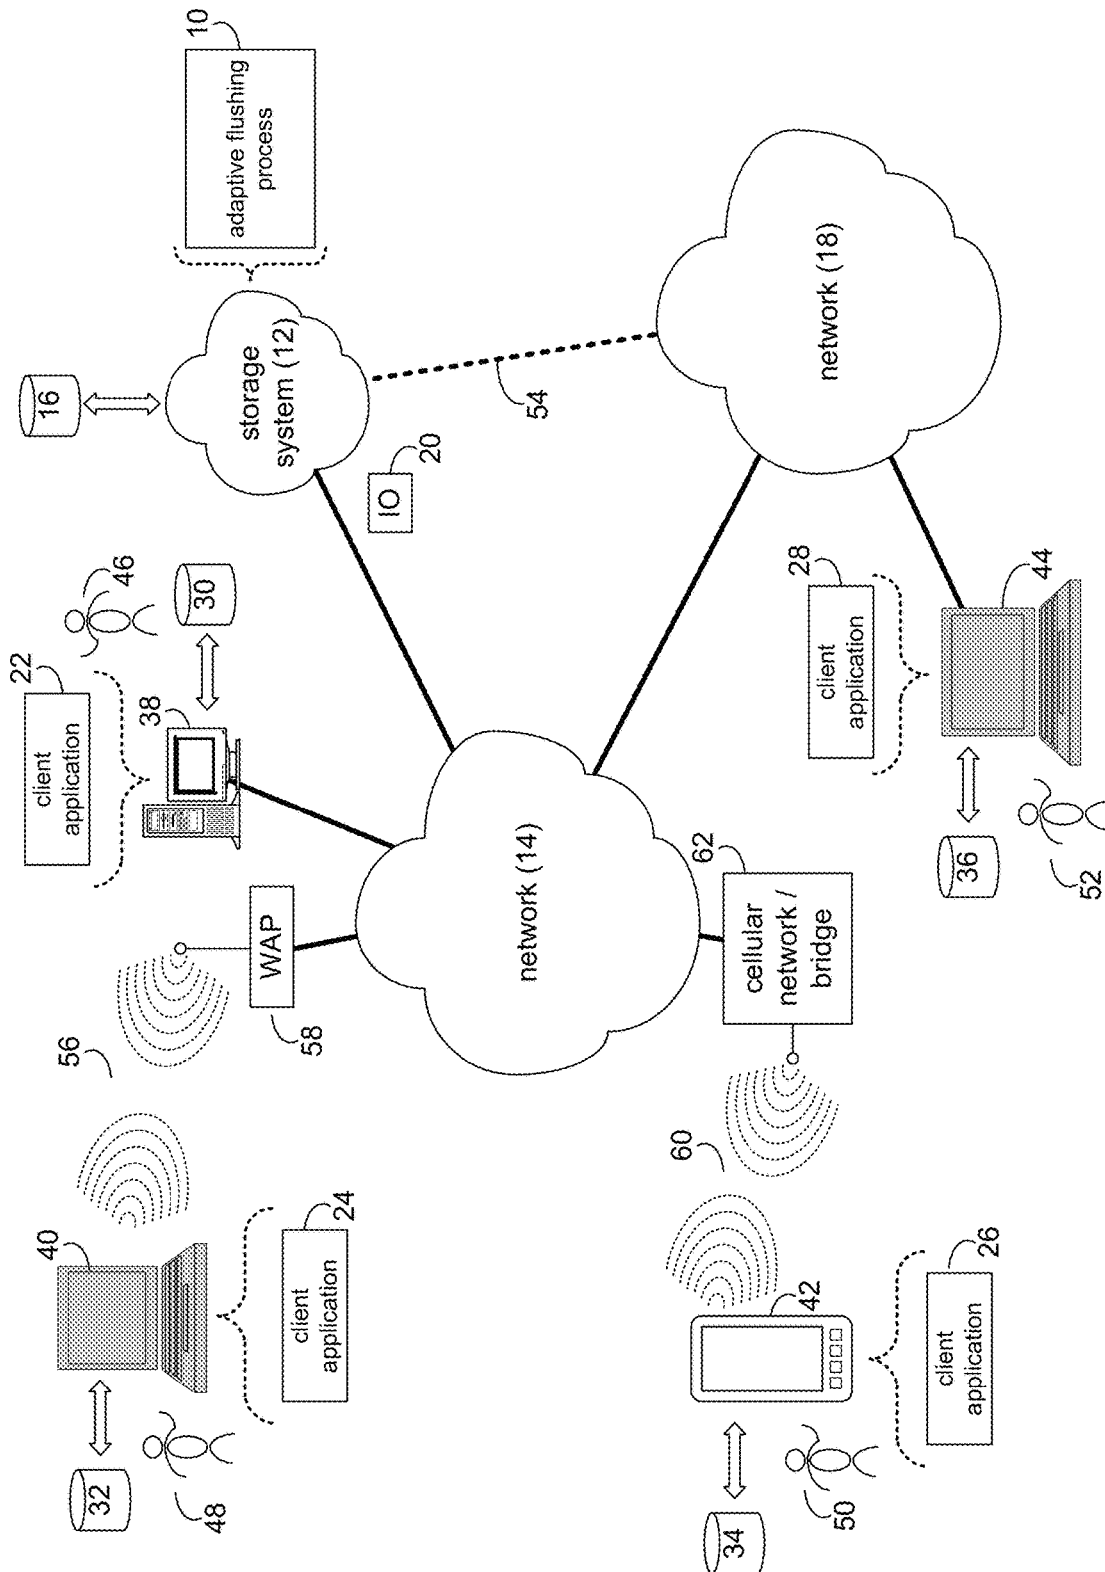 40
32
48
24
client
application
56
58
WAP
22
client
application
38
46
30
16
10
adaptive flushing
process
storage
system (12)
IO
20
54
network (14)
network (18)
60
62
cellular
network /
bridge
34
42
50
26
client
application
28
client
application
36
44
52